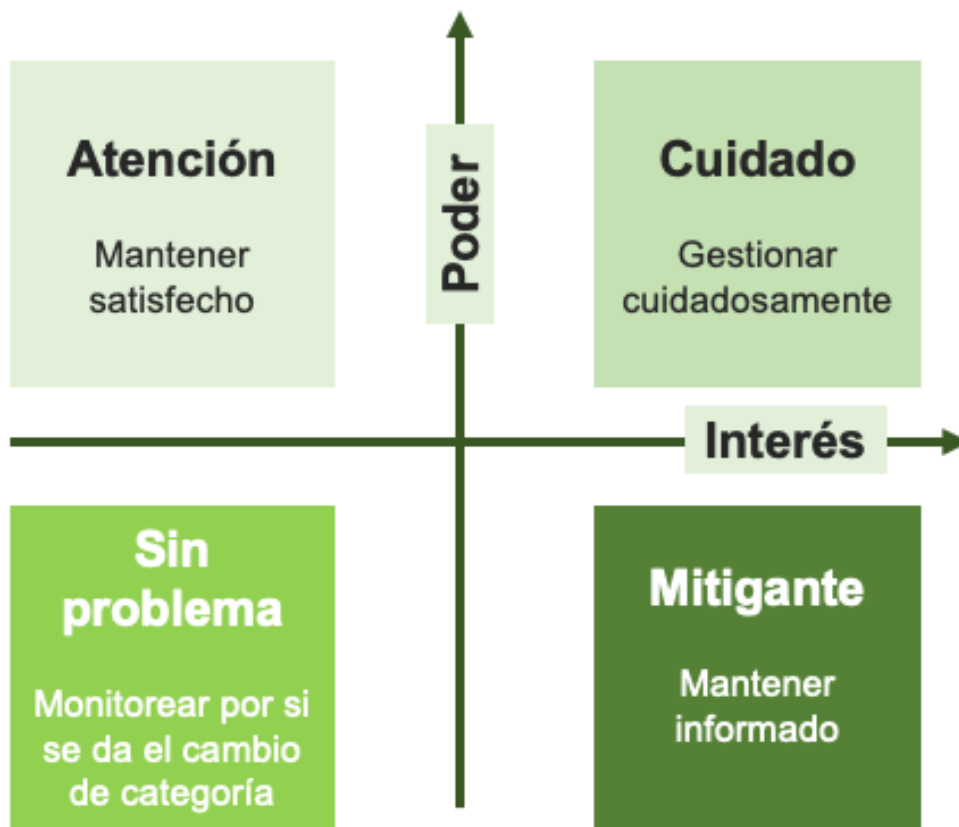 Atención
Mantener
satisfecho
Poder
Cuidado
Gestionar
cuidadosamente
Interés
Sin
problema
Monitorear por si
se da el cambio
de categoría
Mitigante
Mantener
informado